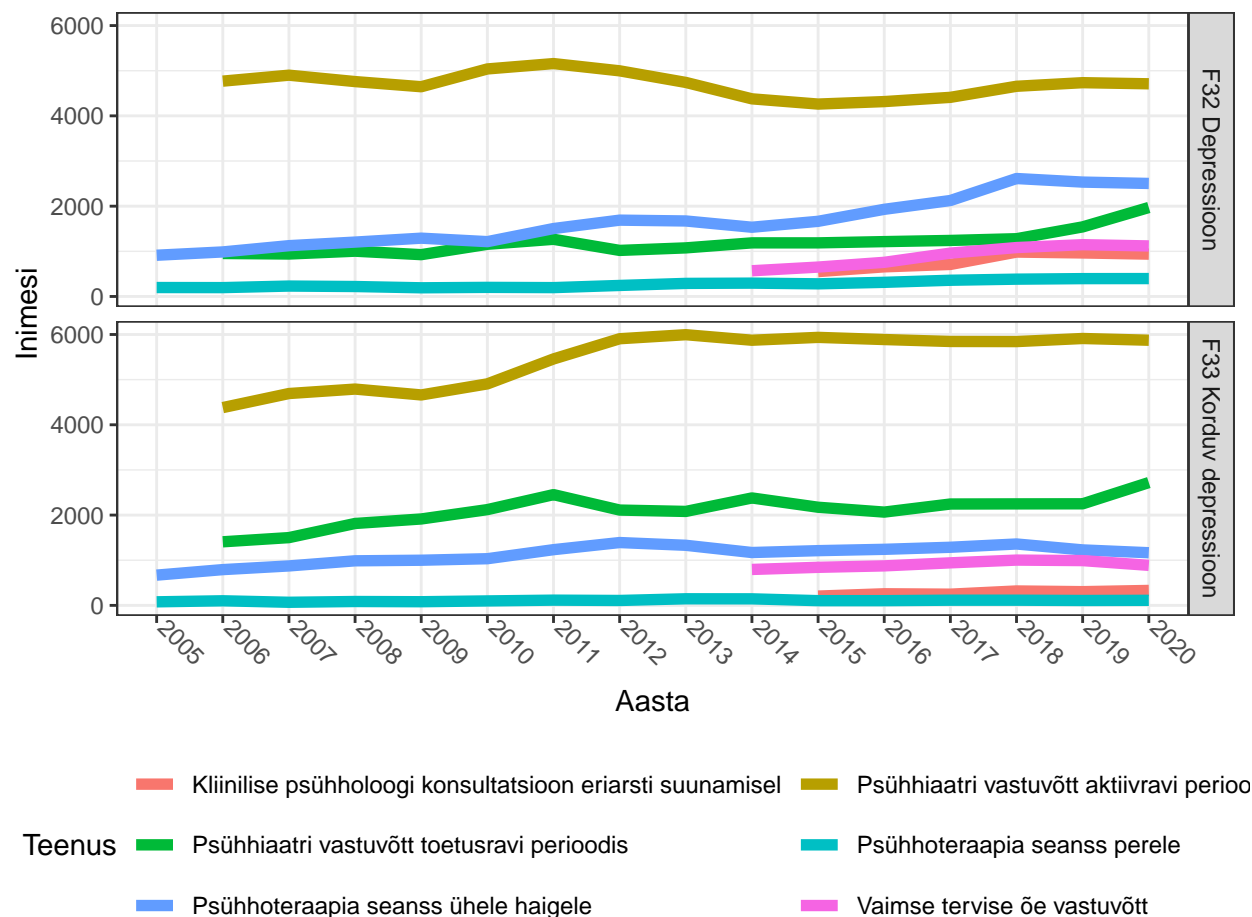 6000
4000
2000
0
F32 Depressioon
Inimesi
6000
4000
2000
0
F33 Korduv depressioon
2005
2006
2007
2008
2009
2010
2011
2012
2013
2014
2015
2016
2017
2018
2019
2020
Aasta
Teenus
Kliinilise psühholoogi konsultatsioon eriarsti suunamisel
Psühhiaatri vastuvõtt aktiivravi perioo
Psühhiaatri vastuvõtt toetusravi perioodis
Psühhoteraapia seanss perele
Psühhoteraapia seanss ühele haigele
Vaimse tervise õe vastuvõtt